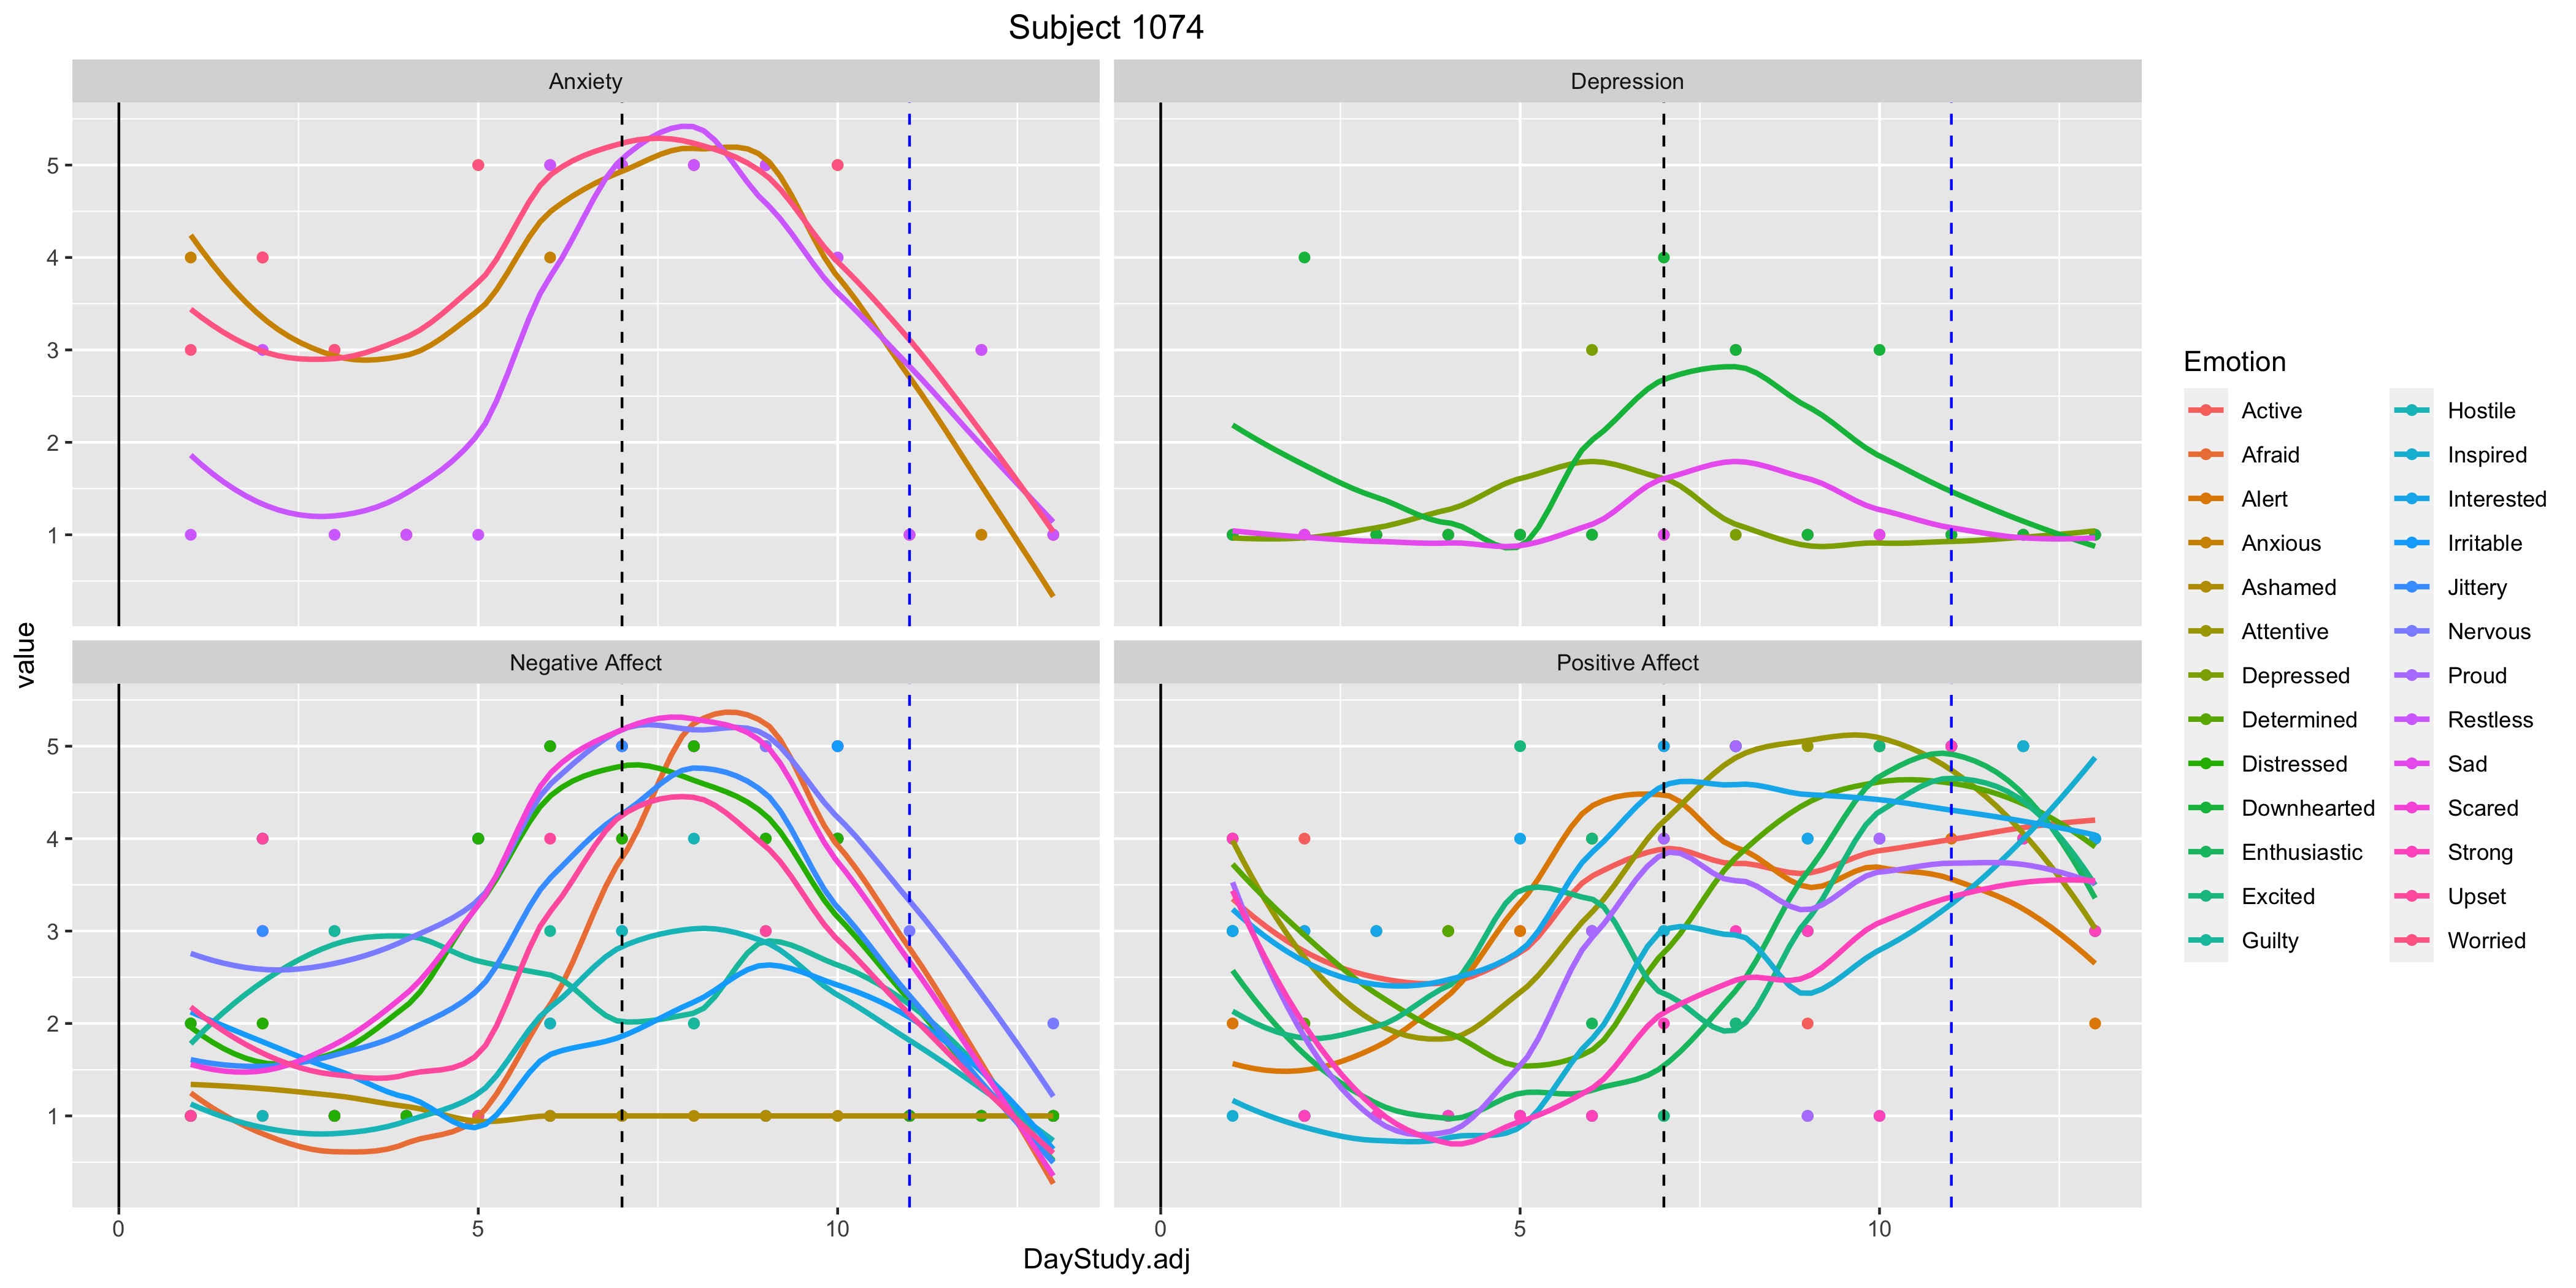 Subject 1074
Anxiety
Depression
5
4
3
2
1
value
Negative Affect
Positive Affect
5
4
3
2
1
0
5
10
0
5
10
DayStudy.adj
Emotion
Active
Afraid
Alert
Anxious
Ashamed
Attentive
Depressed
Determined
Distressed
Downhearted
Enthusiastic
Excited
Guilty
Hostile
Inspired
Interested
Irritable
Jittery
Nervous
Proud
Restless
Sad
Scared
Strong
Upset
Worried